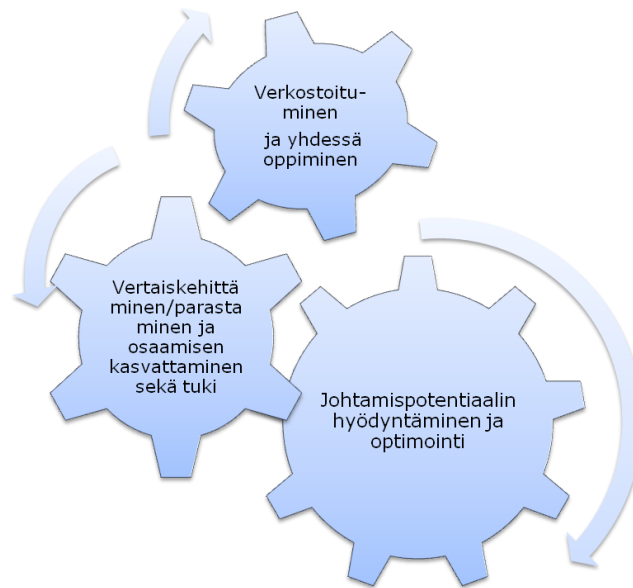 Verkostoitu-
minen
ja yhdessä
oppiminen
Vertaiskehittä
minen/parasta
minen ja
osaamisen
kasvattaminen
sekä tuki
Johtamispotentiaalin
hyödyntäminen ja
optimointi